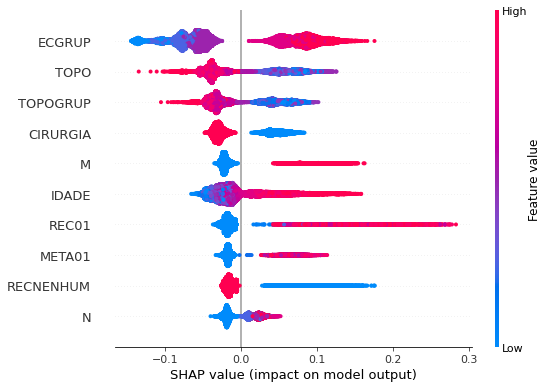 High
ECGRUP
TOPO
TOPOGRUP
CIRURGIA
M
IDADE
REC01
META01
RECNENHUM
N
Feature value
Low
−0.1 0.0 0.1 0.2 0.3
SHAP value (impact on model output)